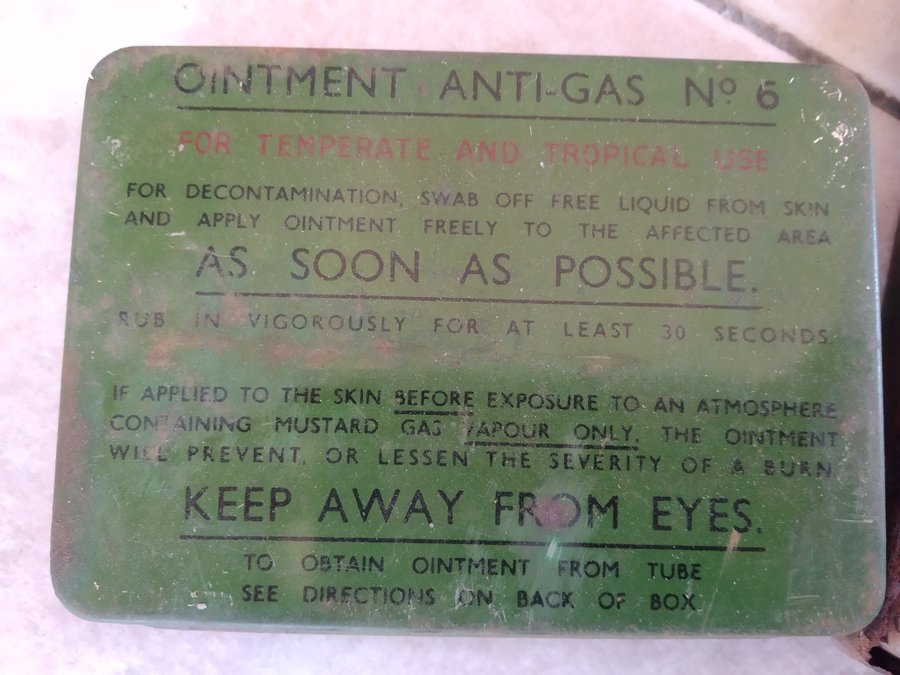 OINTMENT ANTI-GAS Nº 6
FOR TEMPERATE AND TROPICAL USE
FOR DECONTAMINATION, SWAB OFF FREE LIQUID FROM SKIN
AND APPLY OINTMENT FREELY TO THE AFFECTED AREA
AS SOON AS POSSIBLE.
RUB IN VIGOROUSLY FOR AT LEAST 30 SECONDS
IF APPLIED TO THE SKIN BEFORE EXPOSURE TO AN ATMOSPHERE
CONTAINING MUSTARD GAS VAPOUR ONLY, THE OINTMENT
WILL PREVENT, OR LESSEN THE SEVERITY OF A BURN
KEEP AWAY FROM EYES.
TO OBTAIN OINTMENT FROM TUBE
SEE DIRECTIONS ON BACK OF BOX